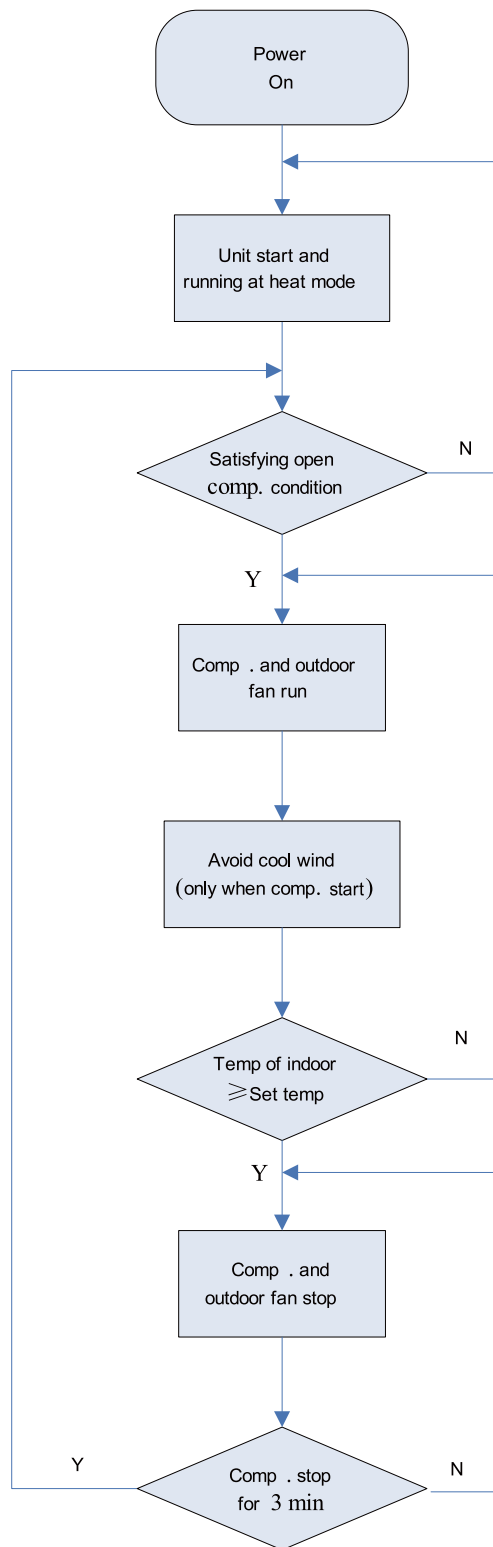 Power
On
Unit start and
running at heat mode
Satisfying open
comp. condition
N
Y
Comp . and outdoor
fan run
Avoid cool wind
(only when comp. start)
Temp of indoor
≥Set temp
N
Y
Comp . and
outdoor fan stop
Comp . stop
for 3 min
Y
N